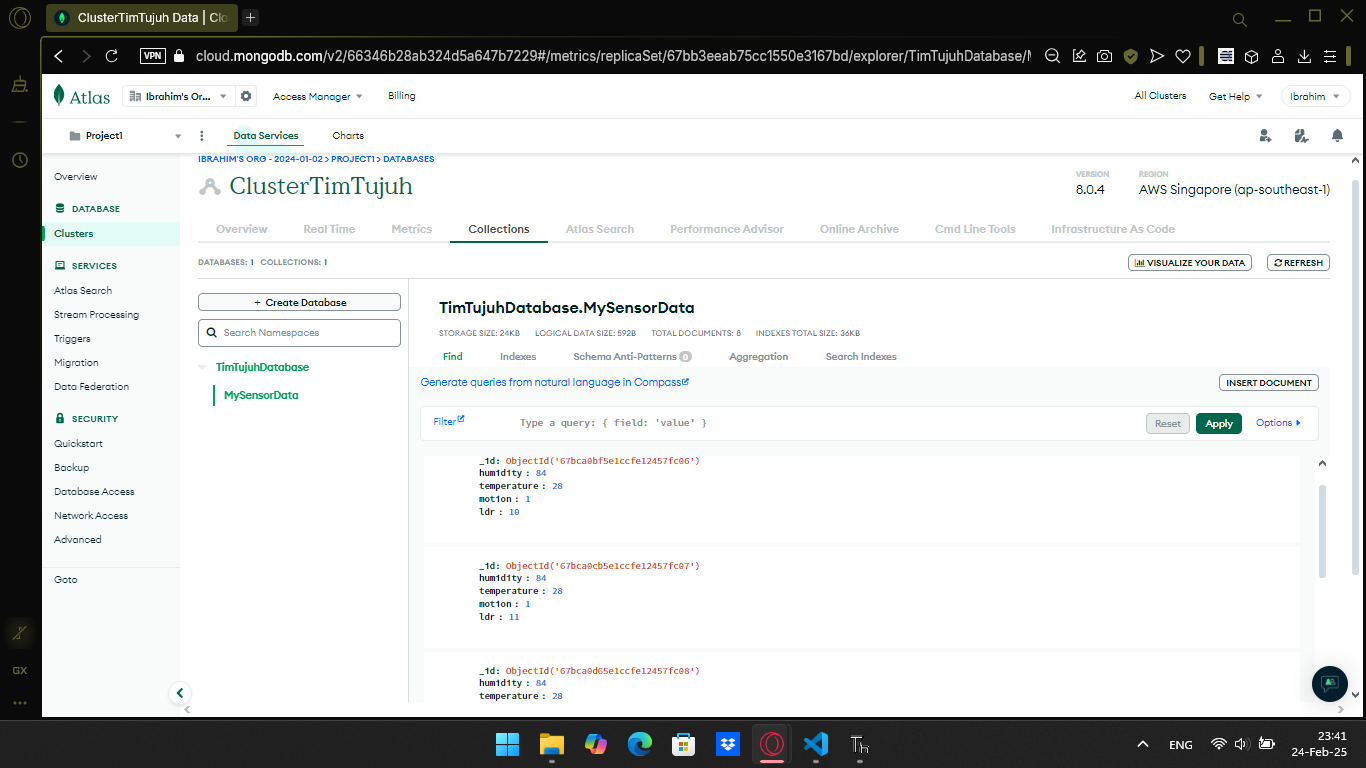 ClusterTimTujuh Data | Clo
VPN
cloud.mongodb.com/v2/66346b28ab324d5a647b7229#/metrics/replicaSet/67bb3eeab75cc1550e3167bd/explorer/TimTujuhDatabase/M
Atlas
Ibrahim's Or...
Access Manager
Billing
All Clusters
Get Help
Ibrahim
Project1
Data Services
Charts
IBRAHIM'S ORG - 2024-01-02 > PROJECT1 > DATABASES
ClusterTimTujuh
VERSION
8.0.4
REGION
AWS Singapore (ap-southeast-1)
Overview
DATABASE
Clusters
SERVICES
Atlas Search
Stream Processing
Triggers
Migration
Data Federation
SECURITY
Quickstart
Backup
Database Access
Network Access
Advanced
Goto
Overview
Real Time
Metrics
Collections
Atlas Search
Performance Advisor
Online Archive
Cmd Line Tools
Infrastructure As Code
DATABASES: 1 COLLECTIONS: 1
VISUALIZE YOUR DATA
REFRESH
+ Create Database
Search Namespaces
TimTujuhDatabase
MySensorData
TimTujuhDatabase.MySensorData
STORAGE SIZE: 24KB LOGICAL DATA SIZE: 592B TOTAL DOCUMENTS: 8 INDEXES TOTAL SIZE: 36KB
Find
Indexes
Schema Anti-Patterns 0
Aggregation
Search Indexes
Generate queries from natural language in Compass
INSERT DOCUMENT
Filter
Type a query: { field: 'value' }
Reset
Apply
Options
_id: ObjectId('67bca0bf5e1ccfe12457fc06')
humidity : 84
temperature : 28
motion : 1
ldr : 10
_id: ObjectId('67bca0cb5e1ccfe12457fc07')
humidity : 84
temperature : 28
motion : 1
ldr : 11
_id: ObjectId('67bca0d65e1ccfe12457fc08')
humidity : 84
temperature : 28
GX
Th
ENG
23:41
24-Feb-25